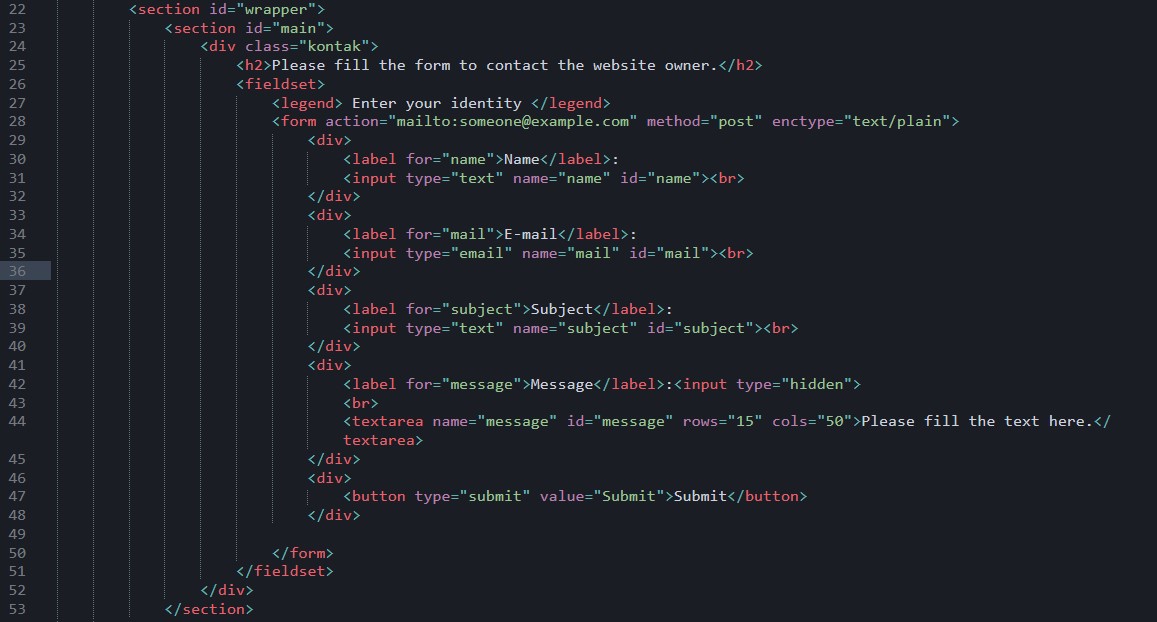 22 <section id="wrapper">
23 <section id="main">
24 <div class="kontak">
25 <h2>Please fill the form to contact the website owner.</h2>
26 <fieldset>
27 <legend> Enter your identity </legend>
28 <form action="mailto:someone@example.com" method="post" enctype="text/plain">
29 <div>
30 <label for="name">Name</label>:
31 <input type="text" name="name" id="name"><br>
32 </div>
33 <div>
34 <label for="mail">E-mail</label>:
35 <input type="email" name="mail" id="mail"><br>
36 </div>
37 <div>
38 <label for="subject">Subject</label>:
39 <input type="text" name="subject" id="subject"><br>
40 </div>
41 <div>
42 <label for="message">Message</label>:<input type="hidden">
43 <br>
44 <textarea name="message" id="message" rows="15" cols="50">Please fill the text here.</
textarea>
45 </div>
46 <div>
47 <button type="submit" value="Submit">Submit</button>
48 </div>
49
50 </form>
51 </fieldset>
52 </div>
53 </section>